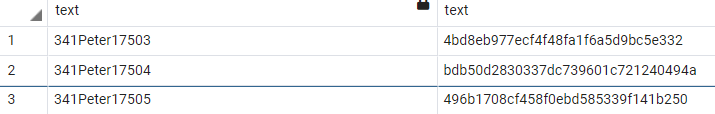 text text
1 341Peter17503 4bd8eb977ecf4f48fa1f6a5d9bc5e332
2 341Peter17504 bdb50d2830337dc739601c721240494a
3 341Peter17505 496b1708cf458f0ebd585339f141b250